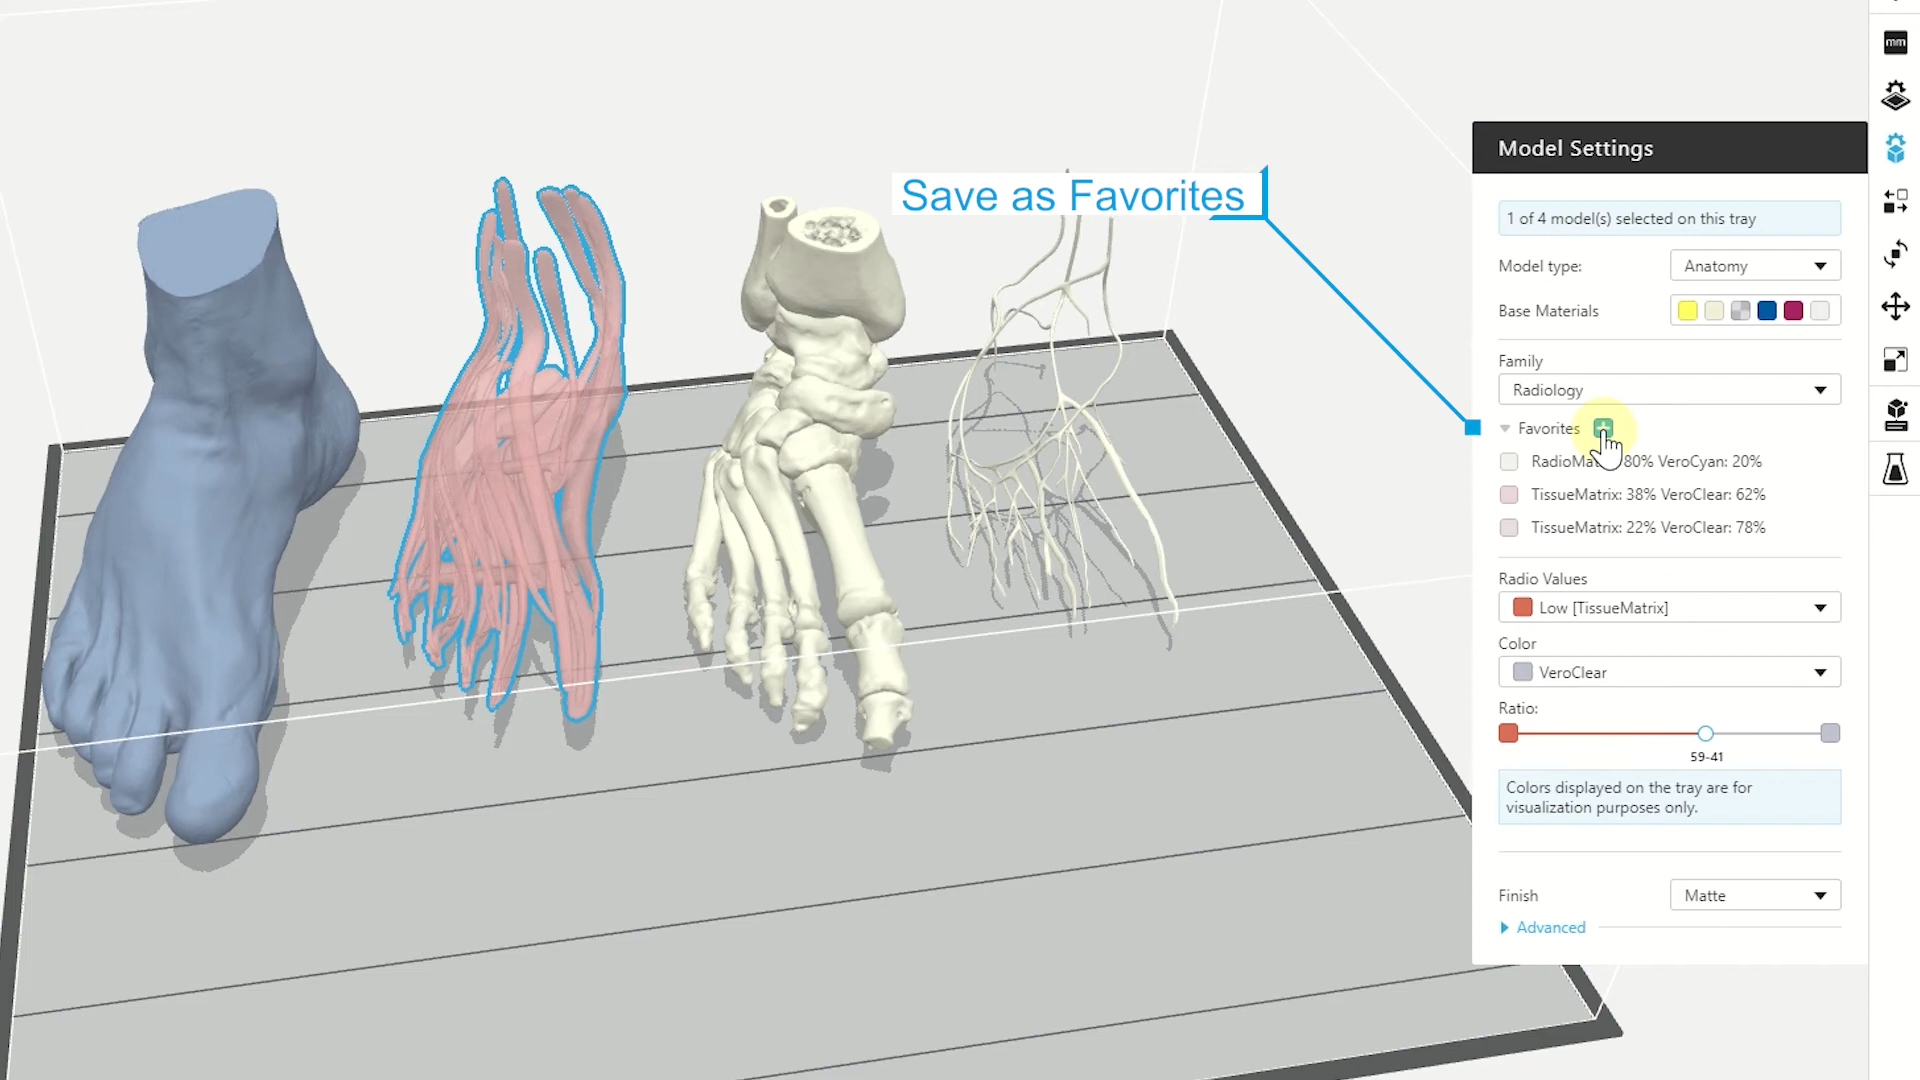 mm
Model Settings
Save as Favorites
1 of 4 model(s) selected on this tray
Model type:
Anatomy
Base Materials
Family
Radiology
Favorites
80% VeroCyan: 20%
TissueMatrix: 38% VeroClear: 62%
TissueMatrix: 22% VeroClear: 78%
Radio Values
Low [TissueMatrix]
Color
VeroClear
Ratio:
59-41
Colors displayed on the tray are for
visualization purposes only.
Finish
Matte
Advanced